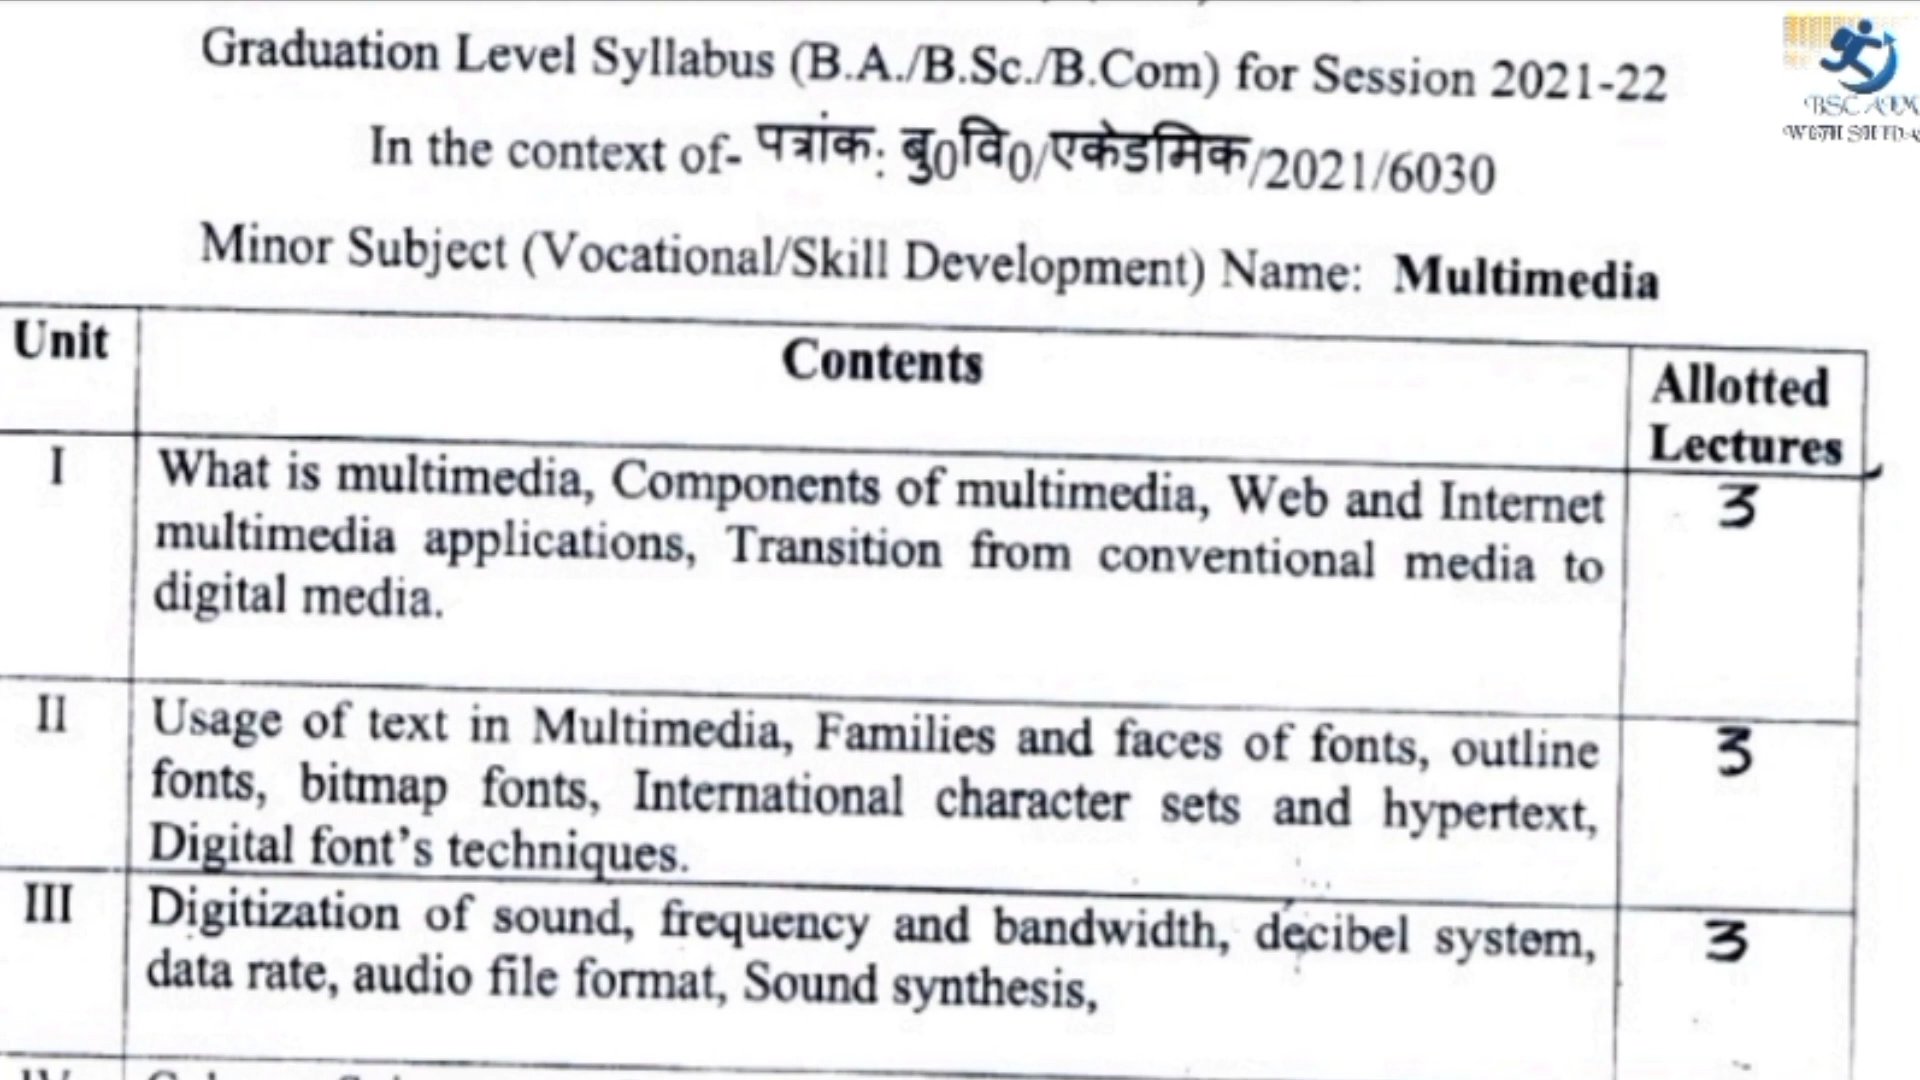 Graduation Level Syllabus (B.A./B.Sc./B.Com) for Session 2021-22
In the context of- पत्रांक: बु0वि0/एकेडमिक/2021/6030
Minor Subject (Vocational/Skill Development) Name: Multimedia
Unit
Contents
Allotted
Lectures
I
What is multimedia, Components of multimedia, Web and Internet
multimedia applications, Transition from conventional media to
digital media.
3
II
Usage of text in Multimedia, Families and faces of fonts, outline
fonts, bitmap fonts, International character sets and hypertext,
Digital font's techniques.
3
III
Digitization of sound, frequency and bandwidth, decibel system,
data rate, audio file format, Sound synthesis,
3
BSC